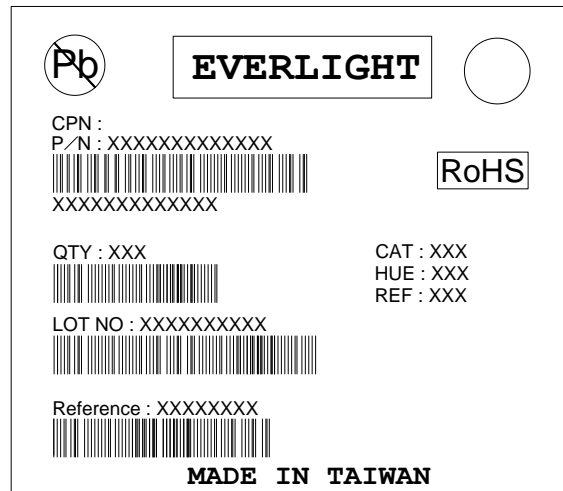 Pb
EVERLIGHT
CPN :
P/N : XXXXXXXXXXXXX
RoHS
XXXXXXXXXXXXX
QTY : XXX
CAT : XXX
HUE : XXX
REF : XXX
LOT NO : XXXXXXXXXX
Reference : XXXXXXXX
MADE IN TAIWAN